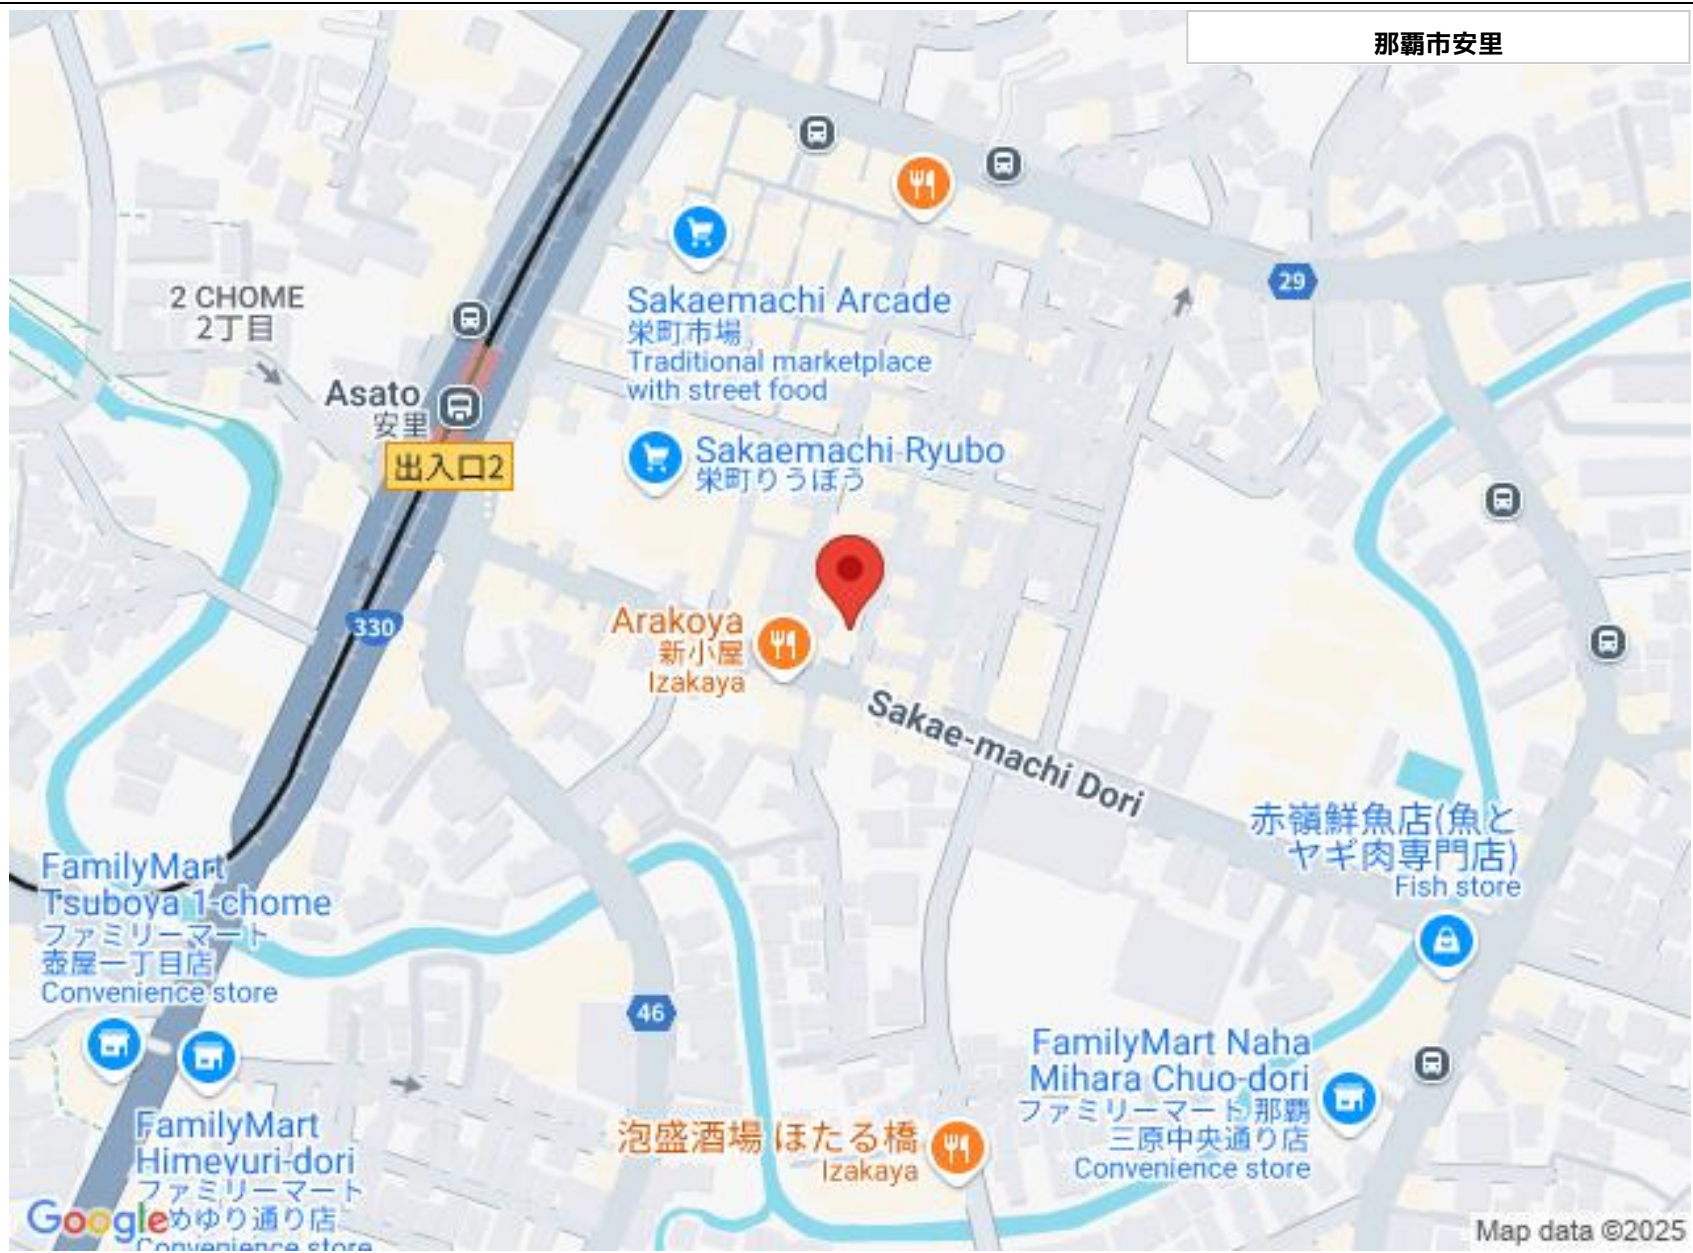 那覇市安里
29
2 CHOME
2丁目
Sakaemachi Arcade
栄町市場
Traditional marketplace
with street food
Asato
安里
出入口2
Sakaemachi Ryubo
栄町りうぼう
330
Arakoya
新小屋
Izakaya
Sakae-machi Dori
赤嶺鮮魚店(魚と
ヤギ肉専門店)
Fish store
FamilyMart
Tsuboya 1-chome
ファミリーマート
壺屋一丁目店
Convenience store
46
FamilyMart Naha
Mihara Chuo-dori
ファミリーマート那覇
三原中央通り店
Convenience store
泡盛酒場 ほたる橋
Izakaya
FamilyMart
Himeyuri-dori
ファミリーマート
めゆり通り店
Convenience store
Google
Map data ©2025